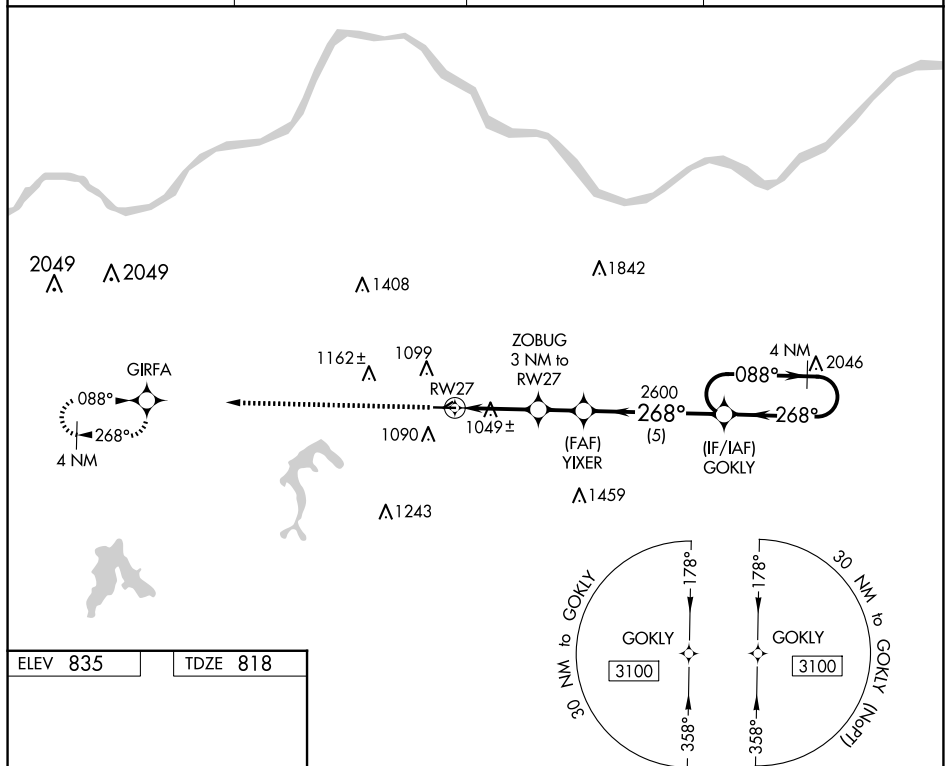 2049
2049
1408
1842
1162±
1099
ZOBUG
3 NM to
RW27
4 NM
2046
GIRFA
RW27
088°
088°
2600
268°
(5)
268°
268°
4 NM
1090
1049±
(FAF)
YIXER
(IF/IAF)
GOKLY
1459
1243
30 NM to GOKLY
178°
178°
30 NM to GOKLY (NoPT)
GOKLY
3100
GOKLY
3100
358°
358°
ELEV 835
TDZE 818